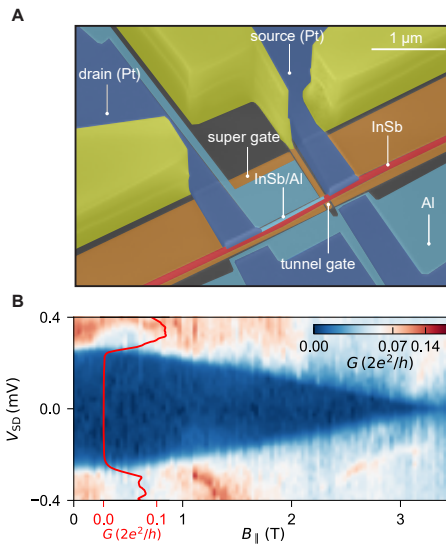 A
source (Pt)
1 µm
drain (Pt)
super gate
InSb
InSb/Al
Al
tunnel gate
B
0.4
0.0
−0.4
V_SD (mV)
0.00
0.07
0.14
G (2e²/h)
0
1
2
3
0.0
0.1
G (2e²/h)
B_∥ (T)